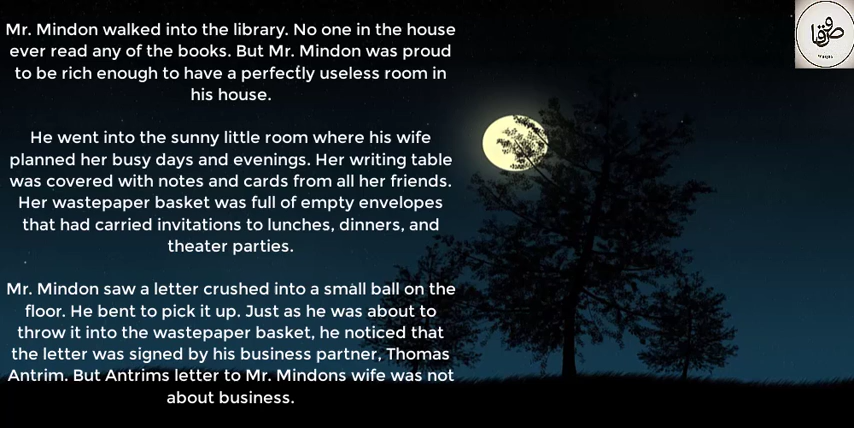 Mr. Mindon walked into the library. No one in the house
ever read any of the books. But Mr. Mindon was proud
to be rich enough to have a perfectly useless room in
his house.
He went into the sunny little room where his wife
planned her busy days and evenings. Her writing table
was covered with notes and cards from all her friends.
Her wastepaper basket was full of empty envelopes
that had carried invitations to lunches, dinners, and
theater parties.
Mr. Mindon saw a letter crushed into a small ball on the
floor. He bent to pick it up. Just as he was about to
throw it into the wastepaper basket, he noticed that
the letter was signed by his business partner, Thomas
Antrim. But Antrims letter to Mr. Mindons wife was not
about business.